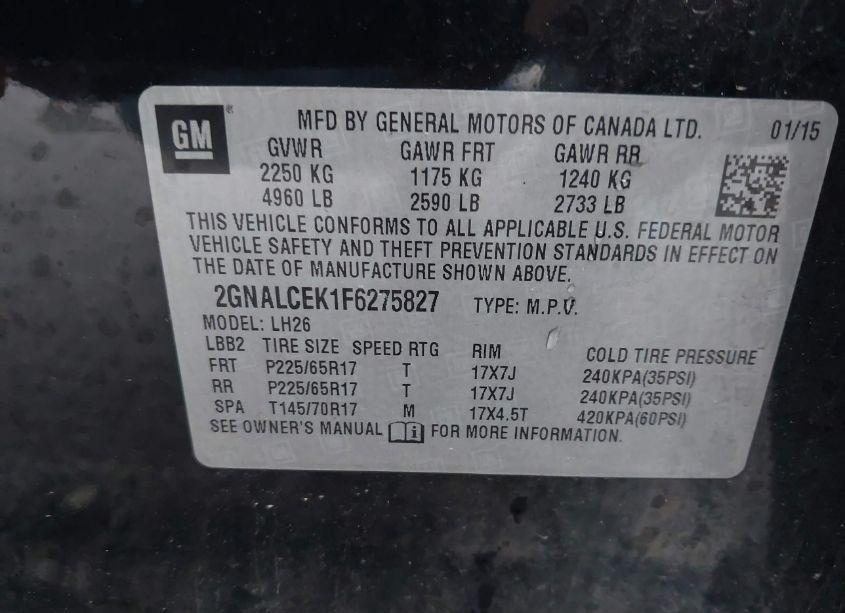 GM®
MFD BY GENERAL MOTORS OF CANADA LTD. 01/15
GVWR GAWR FRT GAWR RR
2250 KG 1175 KG 1240 KG
4960 LB 2590 LB 2733 LB
THIS VEHICLE CONFORMS TO ALL APPLICABLE U.S. FEDERAL MOTOR
VEHICLE SAFETY AND THEFT PREVENTION STANDARDS IN EFFECT ON
THE DATE OF MANUFACTURE SHOWN ABOVE.
2GNALCEK1F6275827 TYPE: M.P.V.
MODEL: LH26
LBB2 TIRE SIZE SPEED RTG RIM COLD TIRE PRESSURE
FRT P225/65R17 T 17X7J 240KPA(35PSI)
RR P225/65R17 T 17X7J 240KPA(35PSI)
SPA T145/70R17 M 17X4.5T 420KPA(60PSI)
SEE OWNER'S MANUAL i FOR MORE INFORMATION.